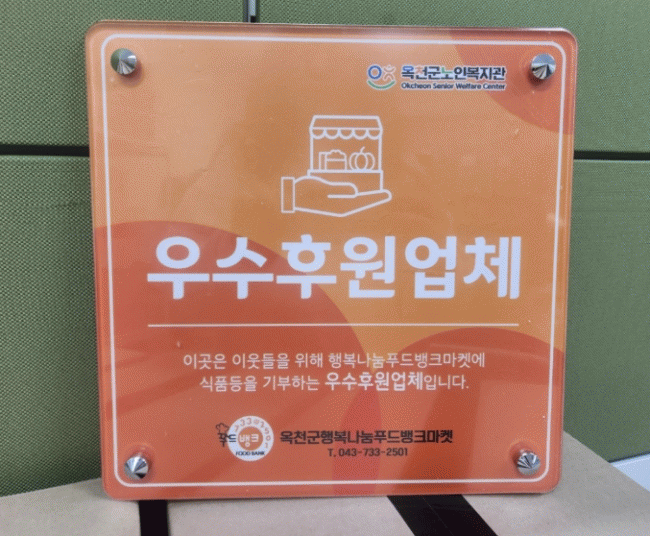 옥천군노인복지관
Okcheon Senior Welfare Center
우수후원업체
이곳은 이웃들을 위해 행복나눔푸드뱅크마켓에
식품등을 기부하는 우수후원업체입니다.
푸드뱅크
FOOD BANK
옥천군행복나눔푸드뱅크마켓
T. 043-733-2501